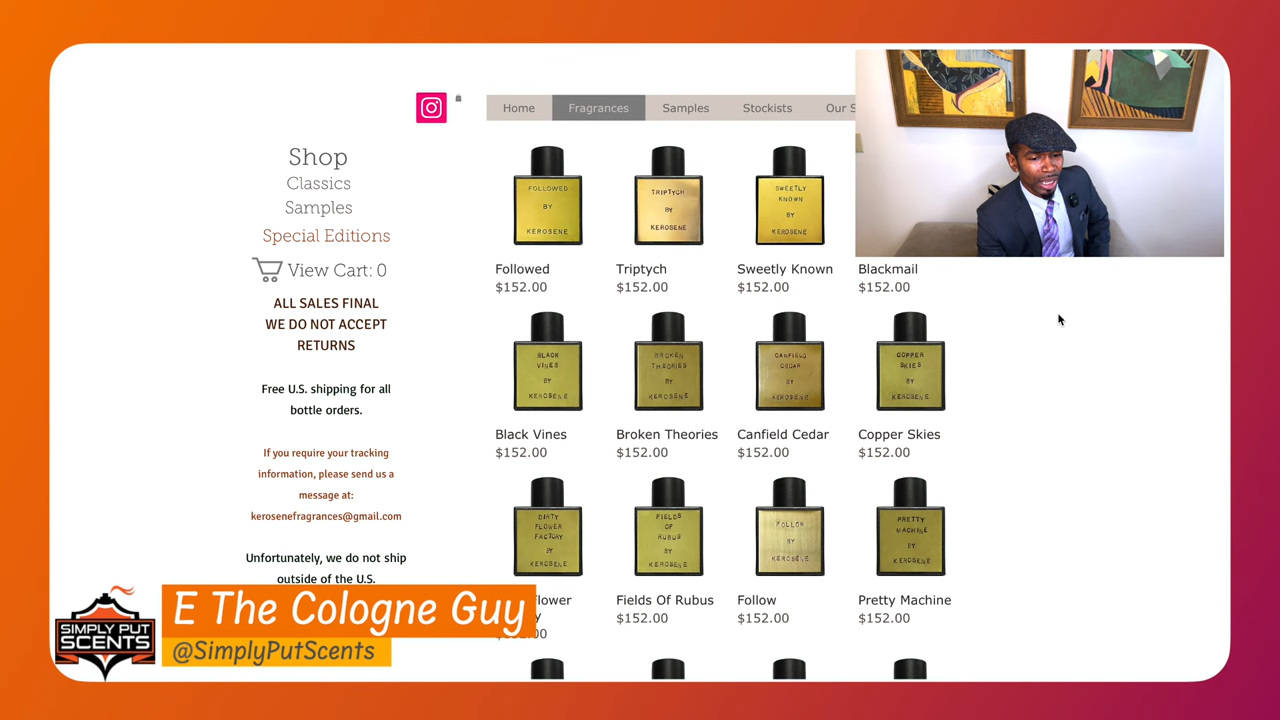 Home
Fragrances
Samples
Stockists
Our S
Shop
Classics
Samples
Special Editions
View Cart: 0
ALL SALES FINAL
WE DO NOT ACCEPT
RETURNS
Free U.S. shipping for all
bottle orders.
If you require your tracking
information, please send us a
message at:
kerosenefragrances@gmail.com
Unfortunately, we do not ship
outside of the U.S.
FOLLOWED
BY
KEROSENE
TRIPTYCH
BY
KEROSENE
SWEETLY
KNOWN
BY
KEROSENE
Followed
$152.00
Triptych
$152.00
Sweetly Known
$152.00
Blackmail
$152.00
BLACK
VINES
BY
KEROSENE
BROKEN
THEORIES
BY
KEROSENE
CANFIELD
CEDAR
BY
KEROSENE
COPPER
SKIES
BY
KEROSENE
Black Vines
$152.00
Broken Theories
$152.00
Canfield Cedar
$152.00
Copper Skies
$152.00
DIRTY
FLOWER
FACTORY
BY
KEROSENE
FIELDS
OF
RUBUS
BY
KEROSENE
FOLLOW
BY
KEROSENE
PRETTY
MACHINE
BY
KEROSENE
lower
y
00
Fields Of Rubus
$152.00
Follow
$152.00
Pretty Machine
$152.00
SIMPLY PUT
SCENTS
E The Cologne Guy
@SimplyPutScents